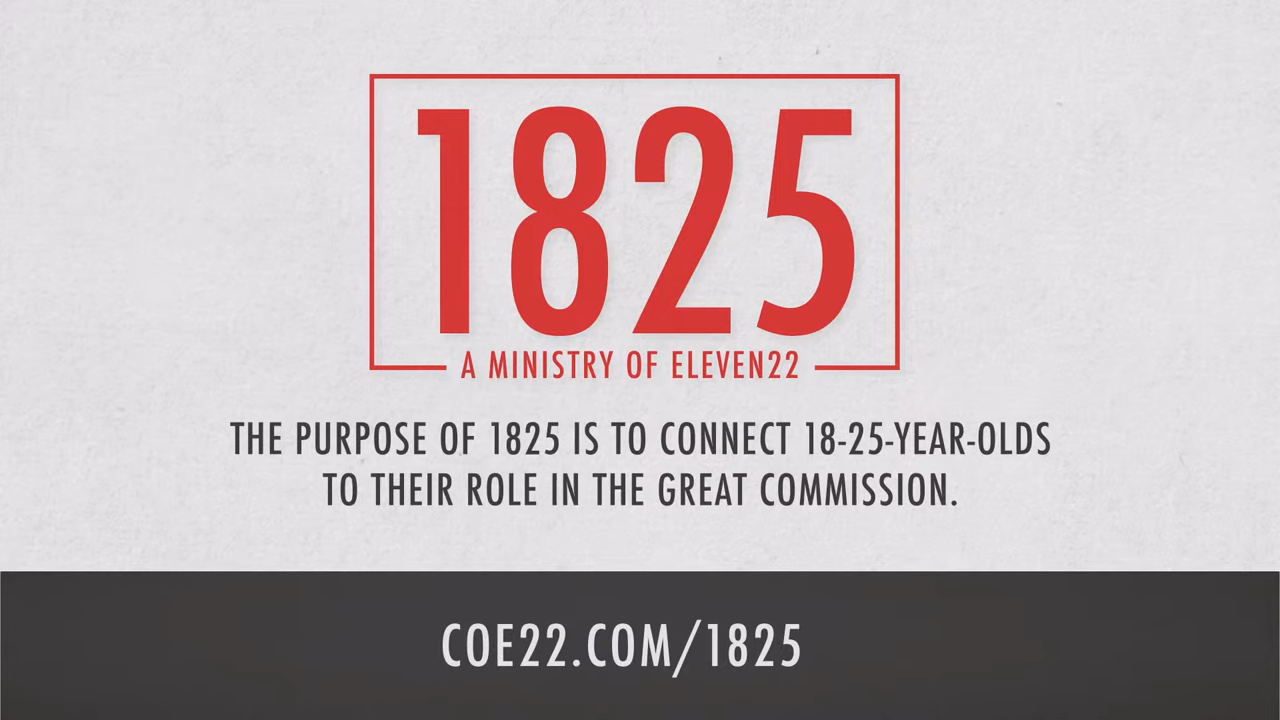 1825
A MINISTRY OF ELEVEN22
THE PURPOSE OF 1825 IS TO CONNECT 18-25-YEAR-OLDS
TO THEIR ROLE IN THE GREAT COMMISSION.
COE22.COM/1825